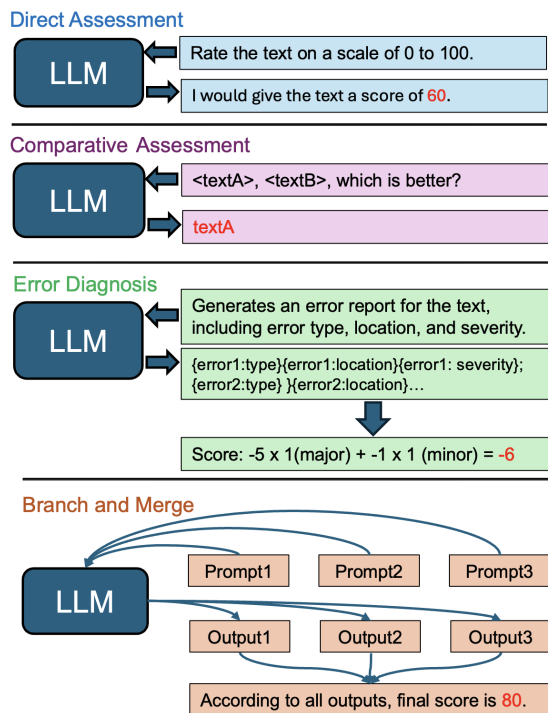 Direct Assessment
LLM
Rate the text on a scale of 0 to 100.
I would give the text a score of 60.
Comparative Assessment
LLM
<textA>, <textB>, which is better?
textA
Error Diagnosis
LLM
Generates an error report for the text,
including error type, location, and severity.
{error1:type}{error1:location}{error1: severity};
{error2:type} }{error2:location}…
Score: -5 x 1(major) + -1 x 1 (minor) = -6
Branch and Merge
Prompt1 Prompt2 Prompt3
LLM
Output1 Output2 Output3
According to all outputs, final score is 80.